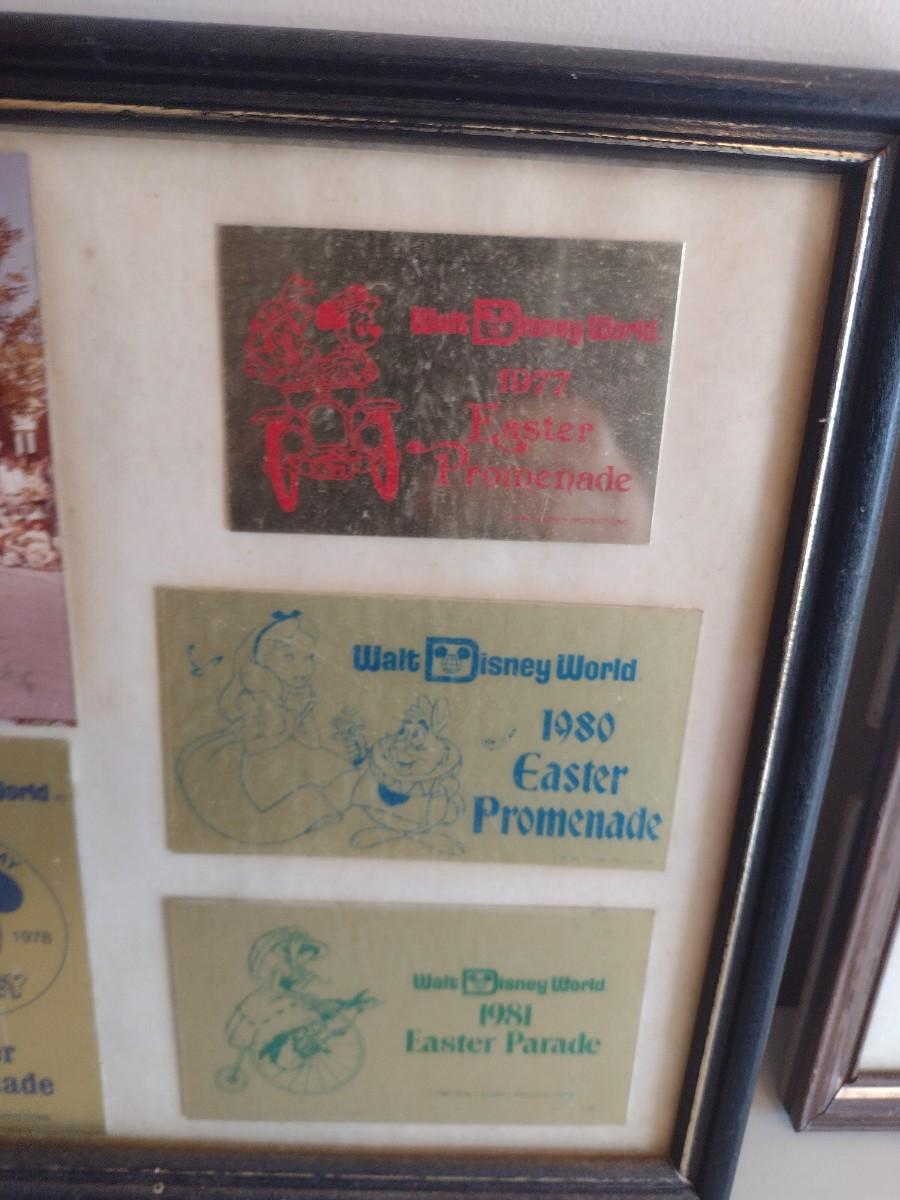 Walt Disney World
1977
Easter
Promenade
Walt Disney World
1980
Easter
Promenade
Walt Disney World
1981
Easter Parade
World
1978